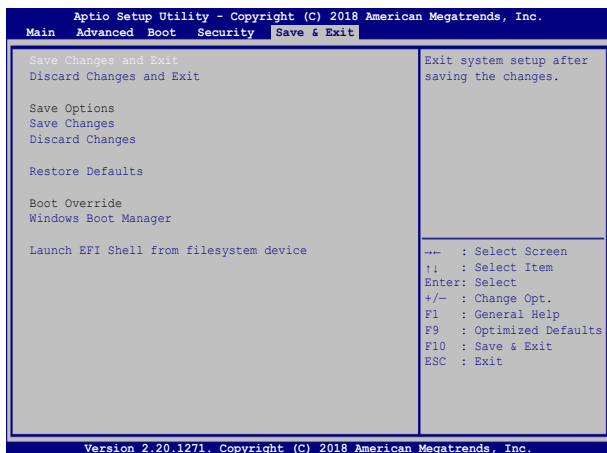 Aptio Setup Utility - Copyright (C) 2018 American Megatrends, Inc.
Main Advanced Boot Security Save & Exit
Save Changes and Exit
Discard Changes and Exit
Save Options
Save Changes
Discard Changes
Restore Defaults
Boot Override
Windows Boot Manager
Launch EFI Shell from filesystem device
Exit system setup after
saving the changes.
→← : Select Screen
↑↓ : Select Item
Enter: Select
+/— : Change Opt.
F1 : General Help
F9 : Optimized Defaults
F10 : Save & Exit
ESC : Exit
Version 2.20.1271. Copyright (C) 2018 American Megatrends, Inc.